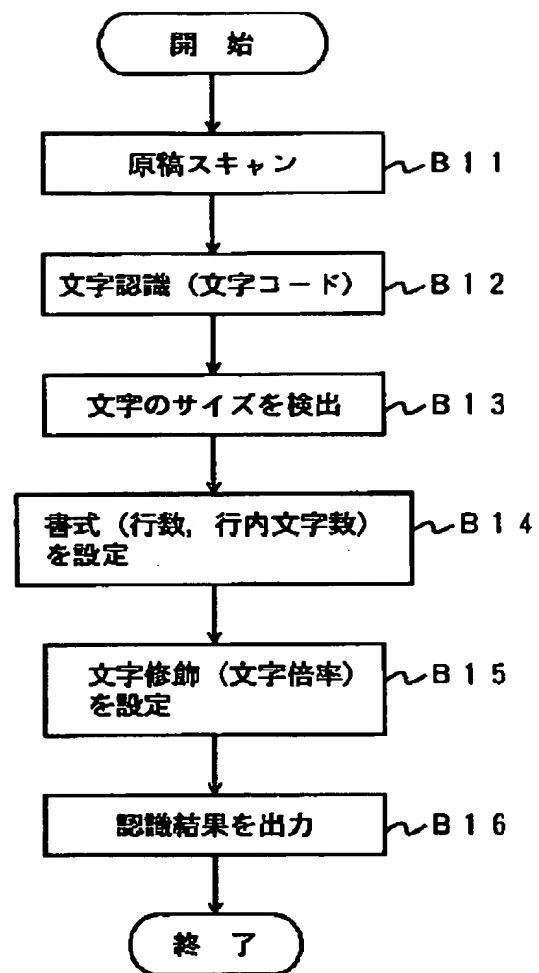 開 始
原稿スキャン
B11
文字認識（文字コード）
B12
文字のサイズを検出
B13
書式（行数，行内文字数）
を設定
B14
文字修飾（文字倍率）
を設定
B15
認識結果を出力
B16
終 了